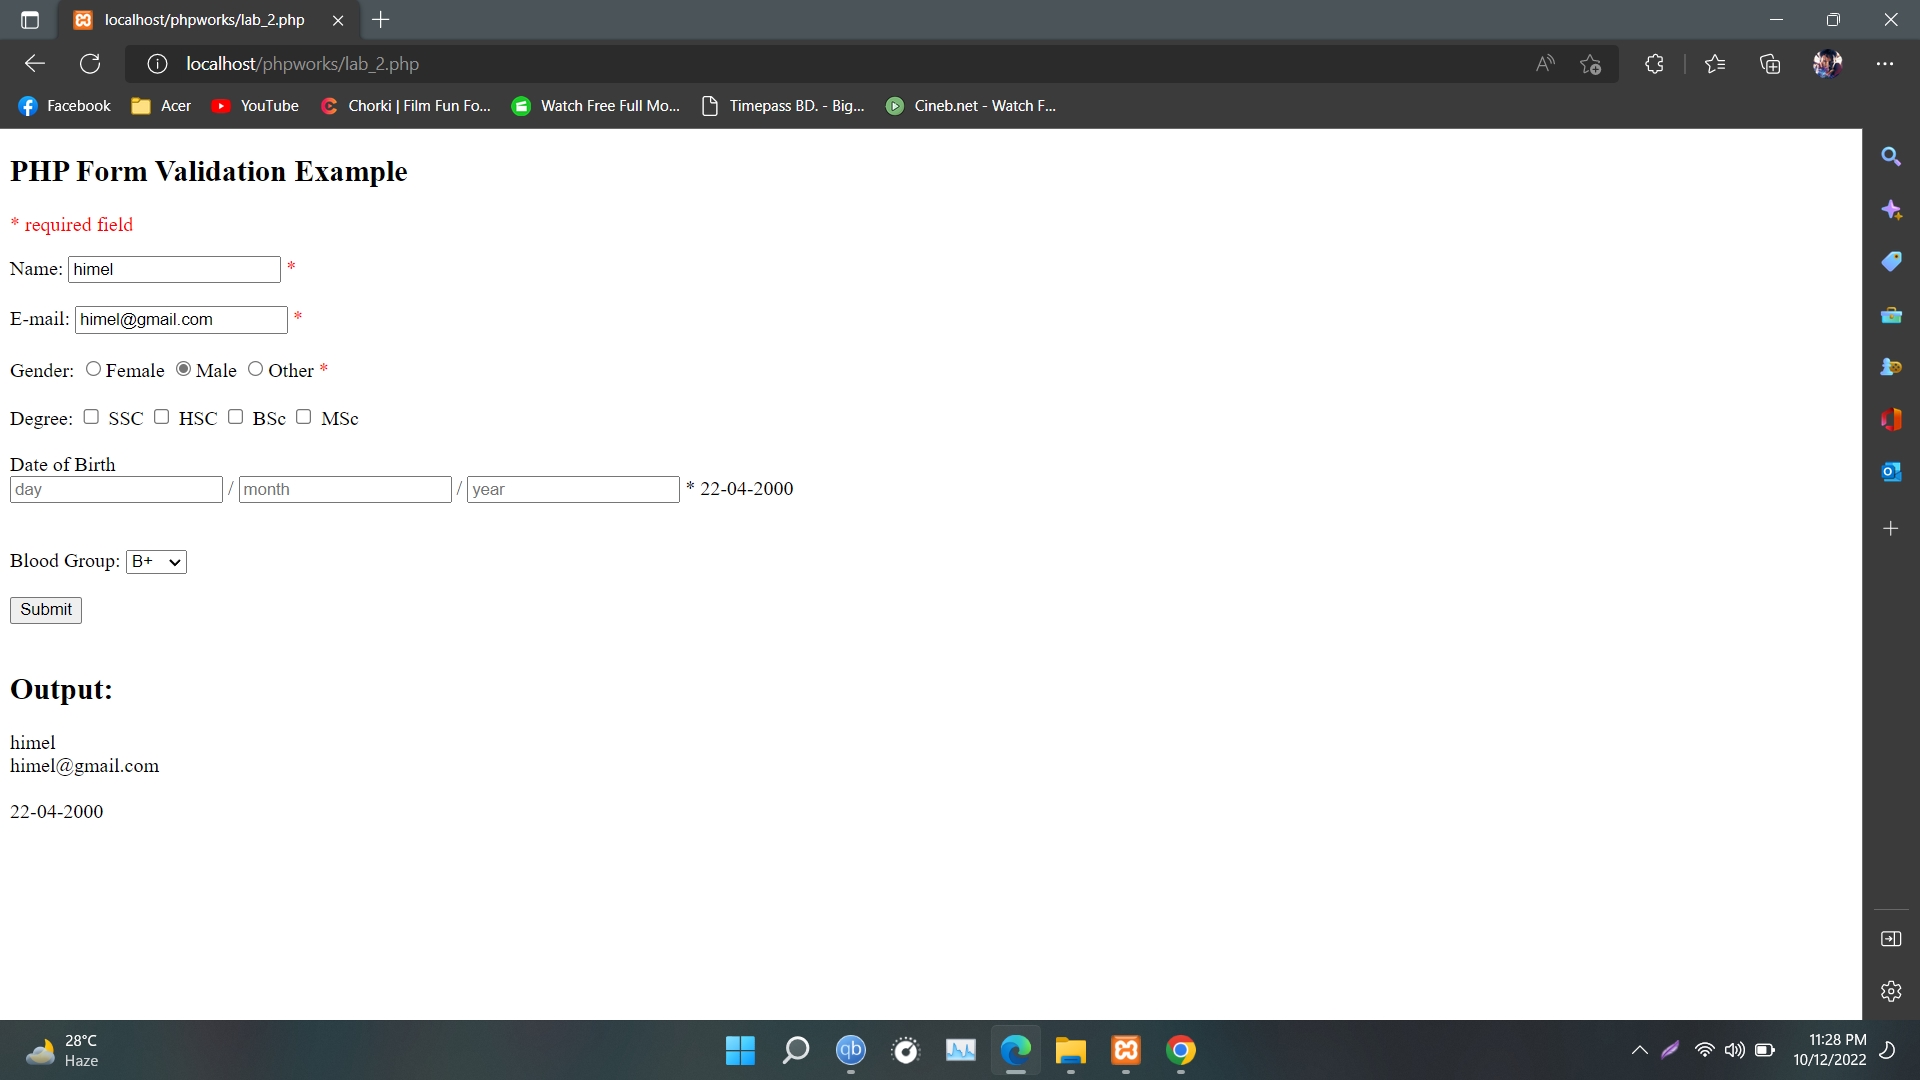 localhost/phpworks/lab_2.php
localhost/phpworks/lab_2.php
Facebook Acer YouTube Chorki | Film Fun Fo... Watch Free Full Mo... Timepass BD. - Big... Cineb.net - Watch F...
PHP Form Validation Example
* required field
Name: himel *
E-mail: himel@gmail.com *
Gender: Female Male Other *
Degree: SSC HSC BSc MSc
Date of Birth
day / month / year * 22-04-2000
Blood Group: B+
Submit
Output:
himel
himel@gmail.com
22-04-2000
28°C
Haze
qb
11:28 PM
10/12/2022